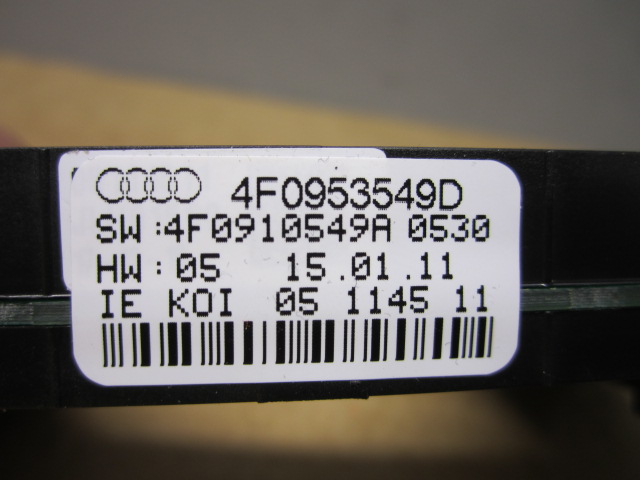 4F0953549D
SW :4F0910549A 0530
HW : 05 15.01.11
IE KOI 05 1145 11